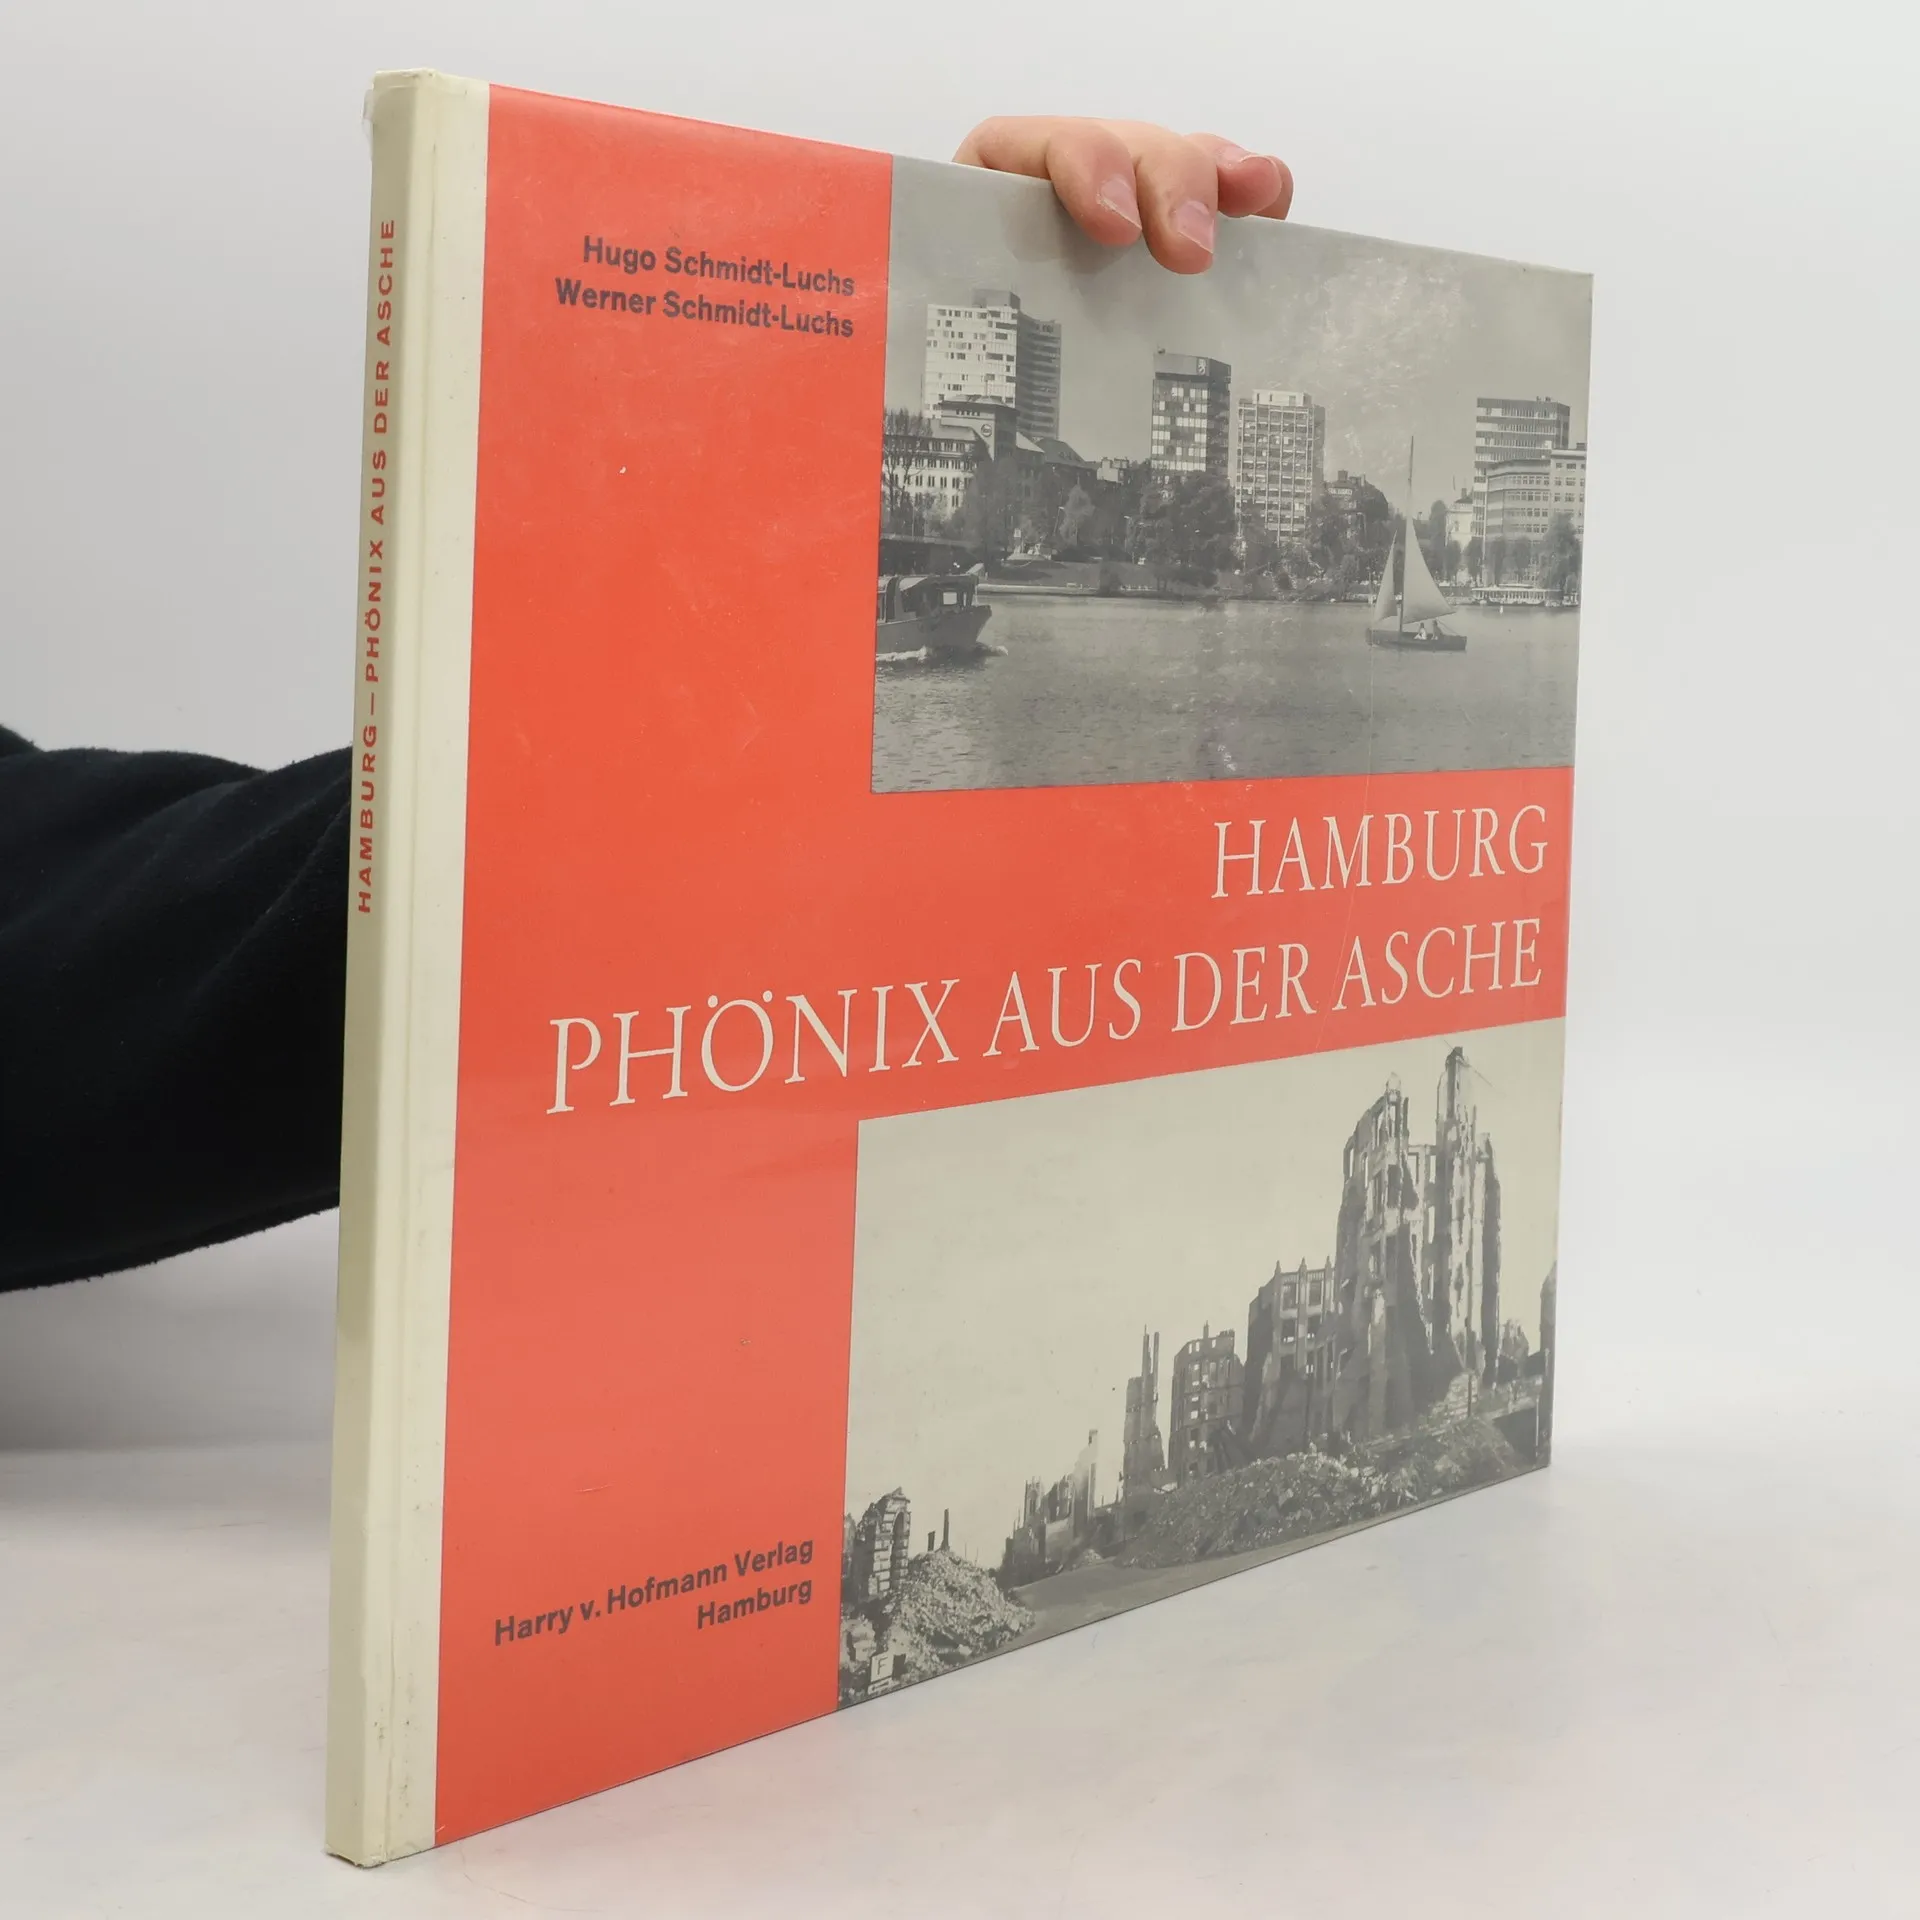 HAMBURG — PHÖNIX AUS DER ASCHE
Hugo Schmidt-Luchs
Werner Schmidt-Luchs
HAMBURG
PHÖNIX AUS DER ASCHE
Harry v. Hofmann Verlag
Hamburg
F